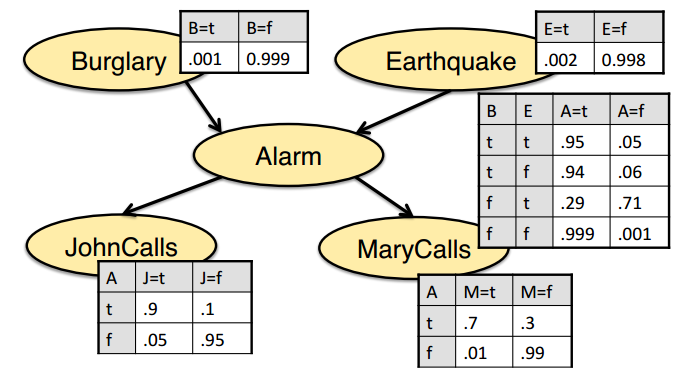 Burglary
B=t B=f
.001 0.999
Earthquake
E=t E=f
.002 0.998
Alarm
B E A=t A=f
t t .95 .05
t f .94 .06
f t .29 .71
f f .999 .001
JohnCalls
A J=t J=f
t .9 .1
f .05 .95
MaryCalls
A M=t M=f
t .7 .3
f .01 .99